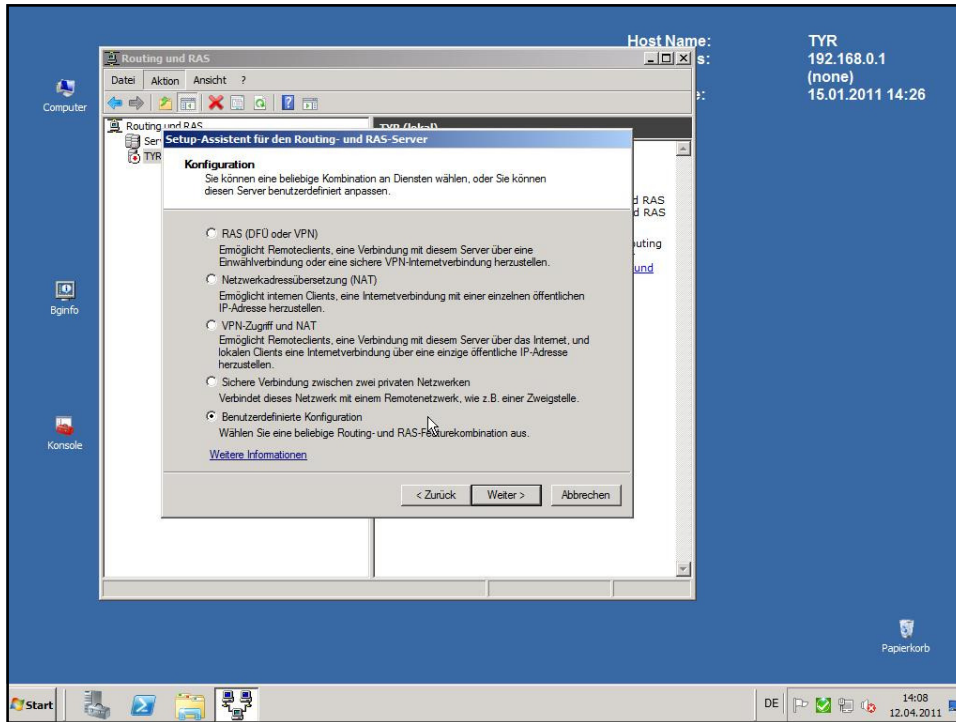 Host Name:
TYR
s:
192.168.0.1
(none)
e:
15.01.2011 14:26
Computer
Bginfo
Konsole
Papierkorb
Routing und RAS
Datei Aktion Ansicht ?
Routing und RAS
Ser
TYR
TYR (lokal)
d RAS
d RAS
outing
und
Setup-Assistent für den Routing- und RAS-Server
Konfiguration
Sie können eine beliebige Kombination an Diensten wählen, oder Sie können
diesen Server benutzerdefiniert anpassen.
RAS (DFÜ oder VPN)
Ermöglicht Remoteclients, eine Verbindung mit diesem Server über eine
Einwählverbindung oder eine sichere VPN-Internetverbindung herzustellen.
Netzwerkadressübersetzung (NAT)
Ermöglicht internen Clients, eine Internetverbindung mit einer einzelnen öffentlichen
IP-Adresse herzustellen.
VPN-Zugriff und NAT
Ermöglicht Remoteclients, eine Verbindung mit diesem Server über das Internet, und
lokalen Clients eine Internetverbindung über eine einzige öffentliche IP-Adresse
herzustellen.
Sichere Verbindung zwischen zwei privaten Netzwerken
Verbindet dieses Netzwerk mit einem Remotenetzwerk, wie z.B. einer Zweigstelle.
Benutzerdefinierte Konfiguration
Wählen Sie eine beliebige Routing- und RAS-Featurekombination aus.
Weitere Informationen
< Zurück Weiter > Abbrechen
Start
DE
14:08
12.04.2011